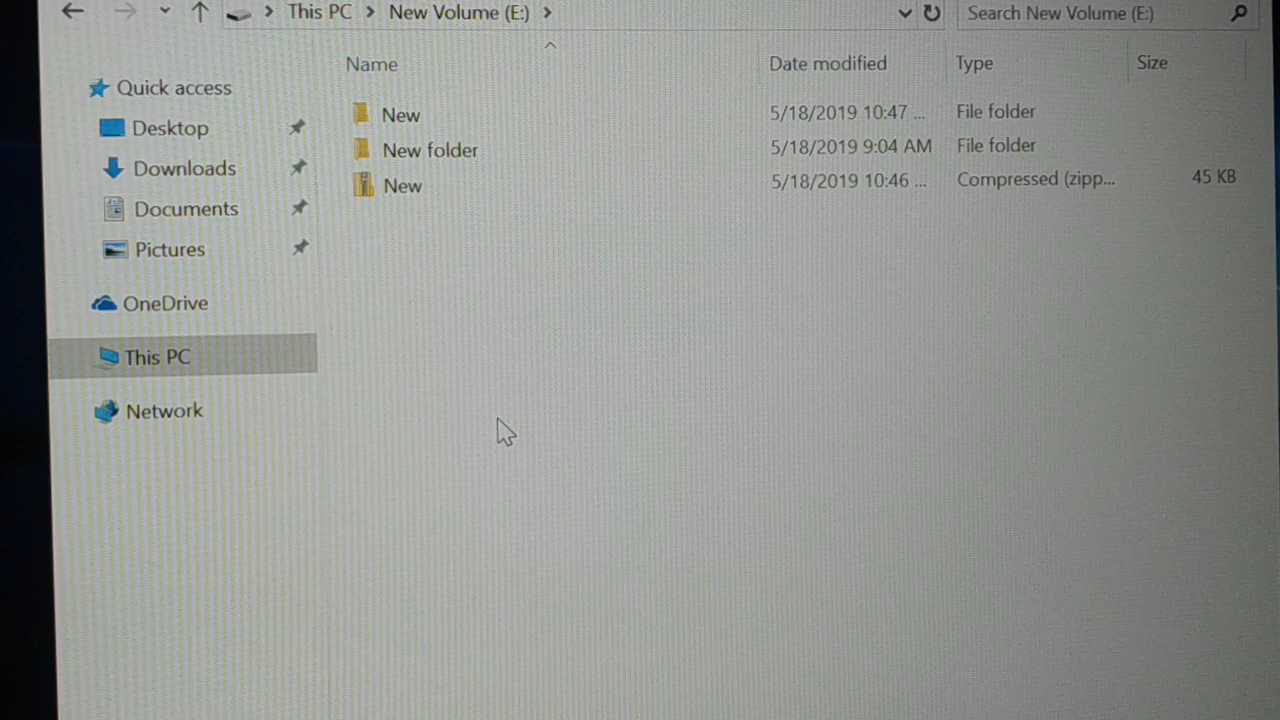 This PC > New Volume (E:) >
Search New Volume (E:)
Name Date modified Type Size
Quick access
Desktop
Downloads
Documents
Pictures
OneDrive
This PC
Network
New 5/18/2019 10:47 ... File folder
New folder 5/18/2019 9:04 AM File folder
New 5/18/2019 10:46 ... Compressed (zipp... 45 KB